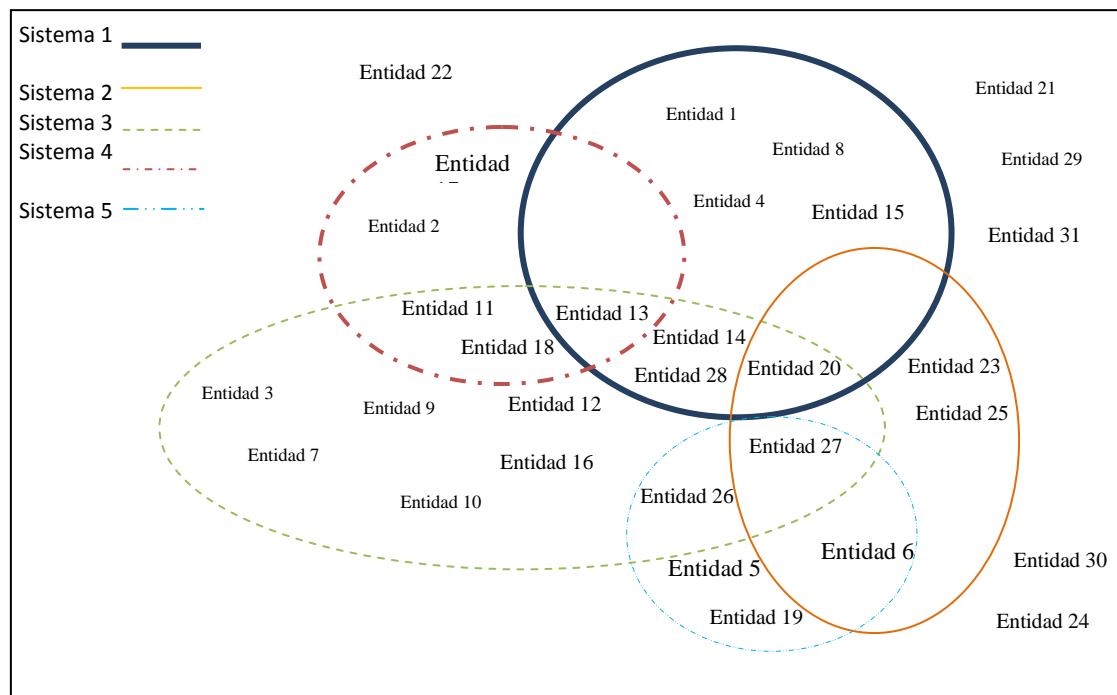 Sistema 1
Sistema 2
Sistema 3
Sistema 4
Sistema 5
Entidad 22
Entidad 21
Entidad 1
Entidad 8
Entidad 29
Entidad
Entidad 4
Entidad 15
Entidad 2
Entidad 31
Entidad 11
Entidad 13
Entidad 14
Entidad 18
Entidad 28
Entidad 20
Entidad 23
Entidad 3
Entidad 9
Entidad 12
Entidad 25
Entidad 7
Entidad 16
Entidad 27
Entidad 10
Entidad 26
Entidad 6
Entidad 30
Entidad 5
Entidad 19
Entidad 24